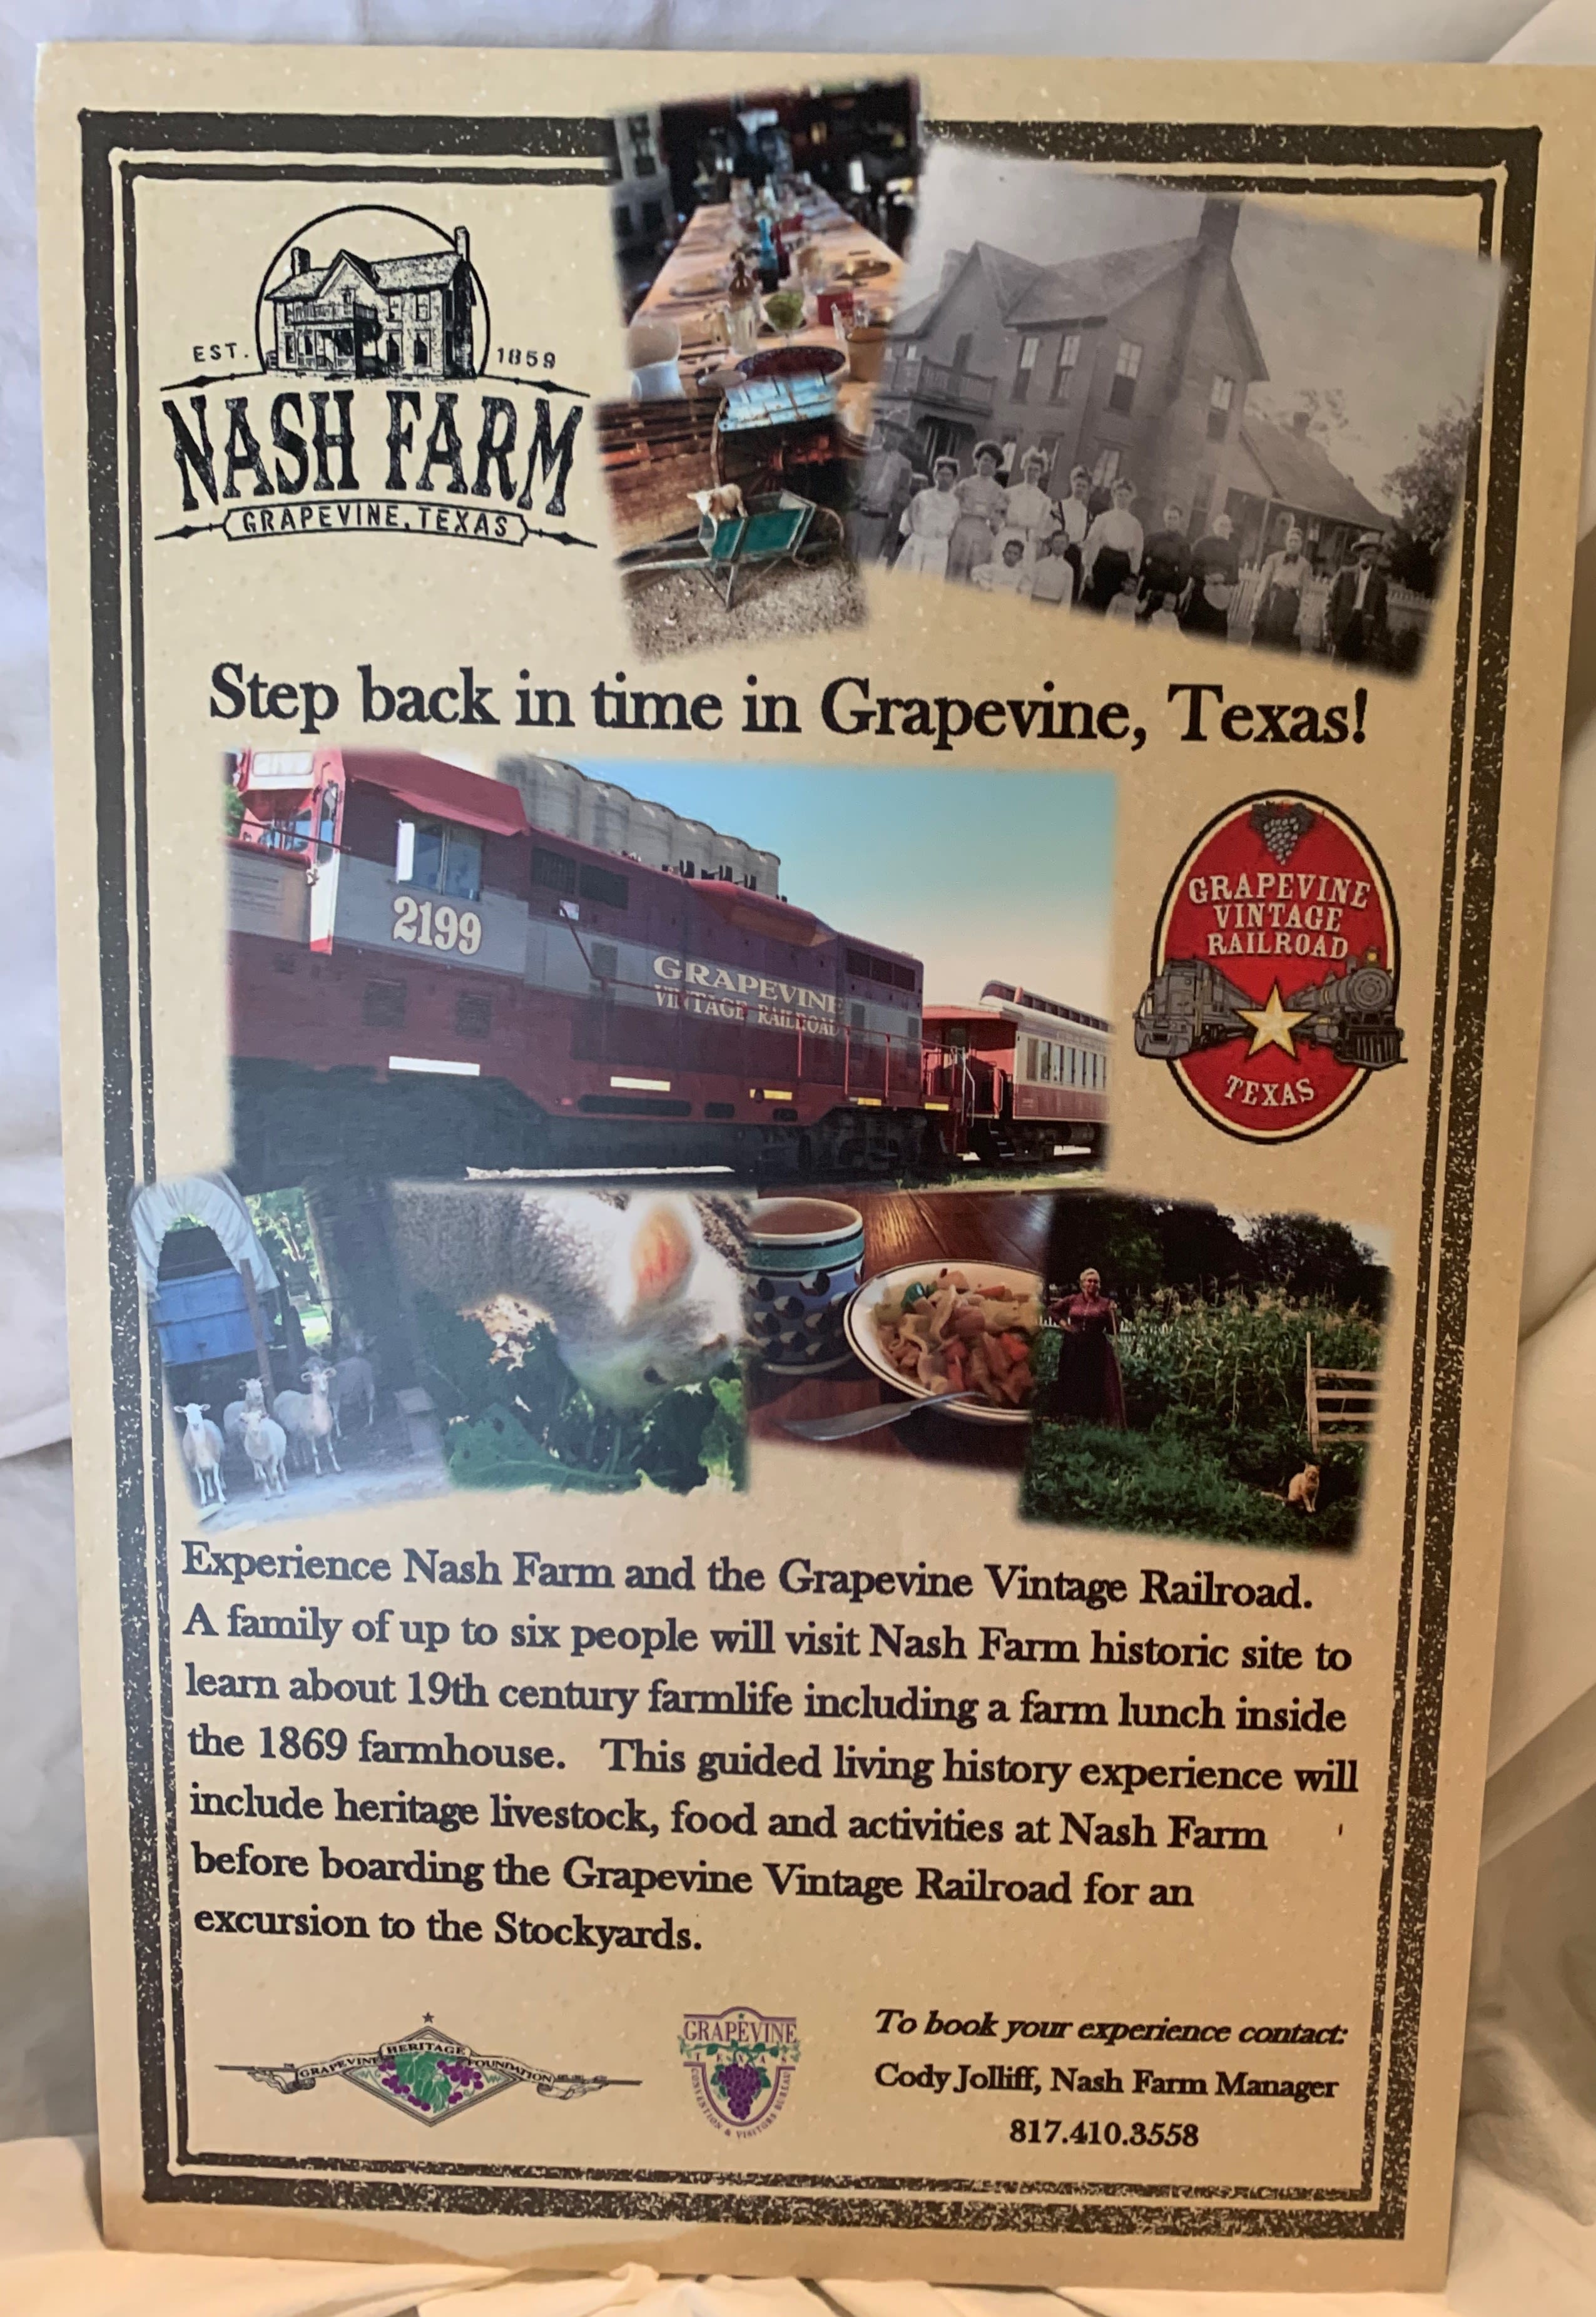 EST. 1859
NASH FARM
GRAPEVINE, TEXAS
Step back in time in Grapevine, Texas!
2199
GRAPEVINE
VINTAGE RAILROAD
GRAPEVINE
VINTAGE
RAILROAD
TEXAS
Experience Nash Farm and the Grapevine Vintage Railroad.
A family of up to six people will visit Nash Farm historic site to
learn about 19th century farmlife including a farm lunch inside
the 1869 farmhouse. This guided living history experience will
include heritage livestock, food and activities at Nash Farm
before boarding the Grapevine Vintage Railroad for an
excursion to the Stockyards.
GRAPEVINE HERITAGE FOUNDATION
GRAPEVINE
TEXAS
CONVENTION & VISITORS BUREAU
To book your experience contact:
Cody Jolliff, Nash Farm Manager
817.410.3558